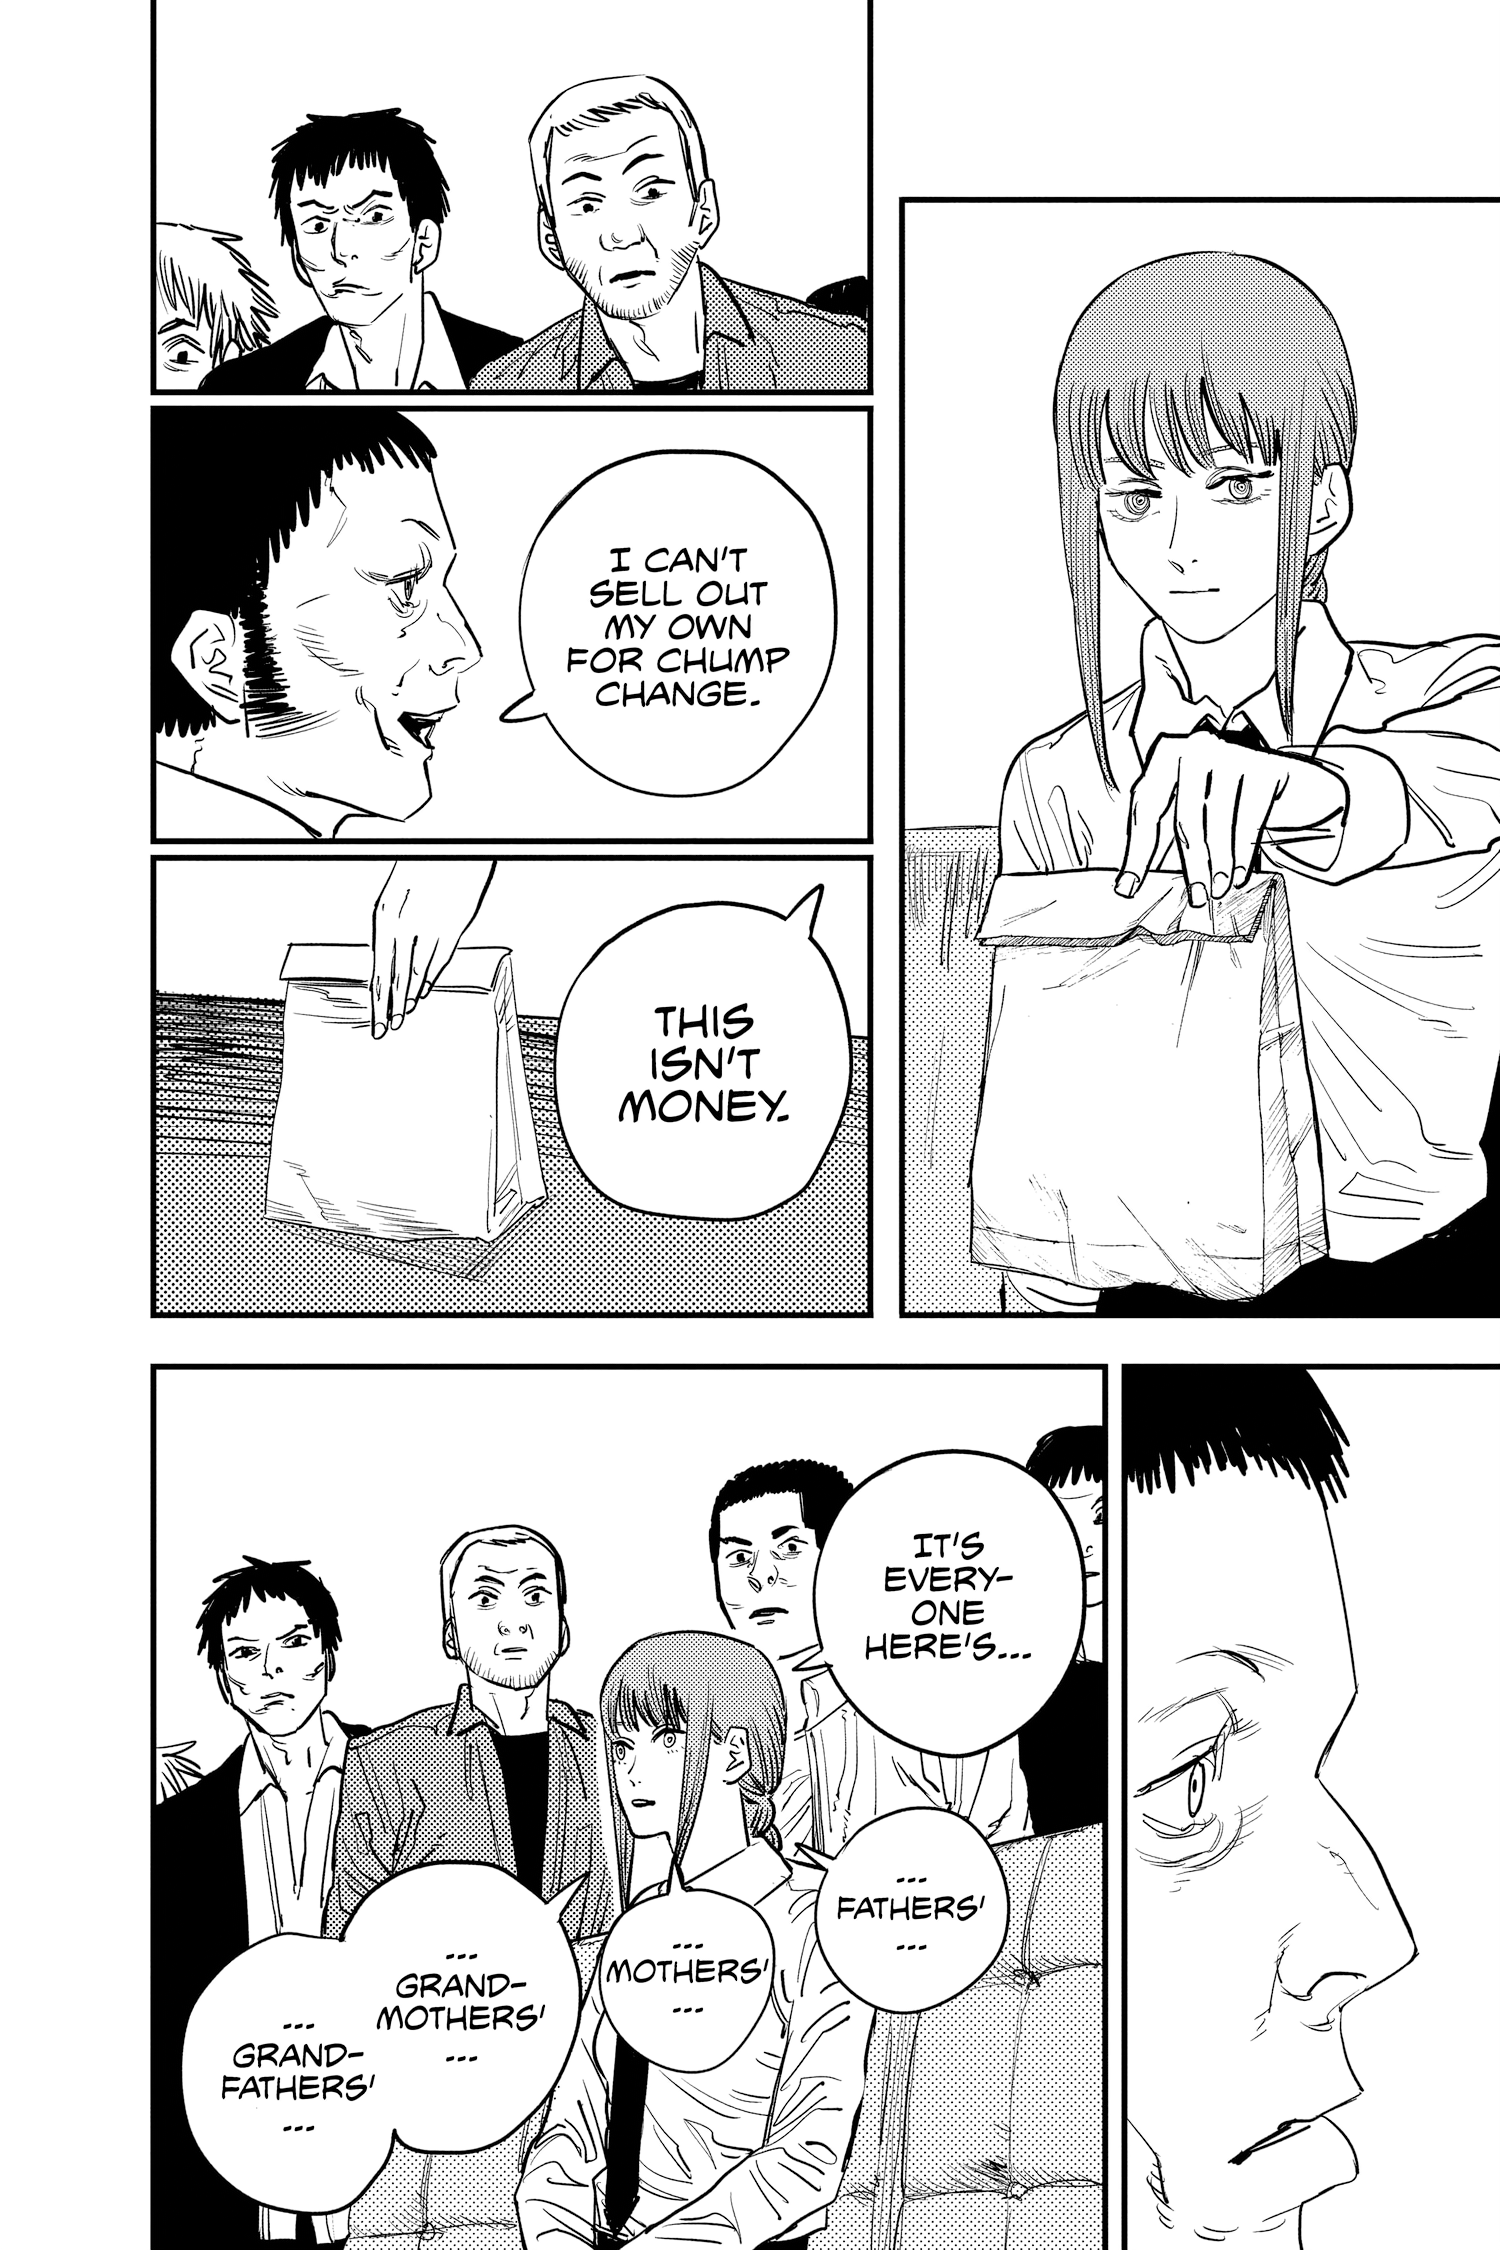 I CAN'T
SELL OUT
MY OWN
FOR CHUMP
CHANGE.
THIS
ISN'T
MONEY.
IT'S
EVERY-
ONE
HERE'S...
...
FATHERS'
...
...
MOTHERS'
...
...
GRAND-
MOTHERS'
...
...
GRAND-
FATHERS'
...